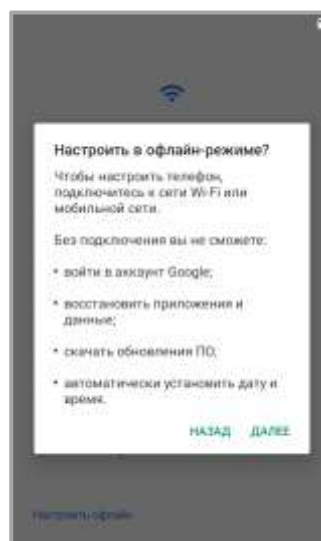 Настроить в офлайн-режиме?
Чтобы настроить телефон,
подключитесь к сети Wi-Fi или
мобильной сети.
Без подключения вы не сможете:
• войти в аккаунт Google;
• восстановить приложения и
данные;
• скачать обновления ПО;
• автоматически установить дату и
время.
НАЗАД ДАЛЕЕ
Настроить офлайн